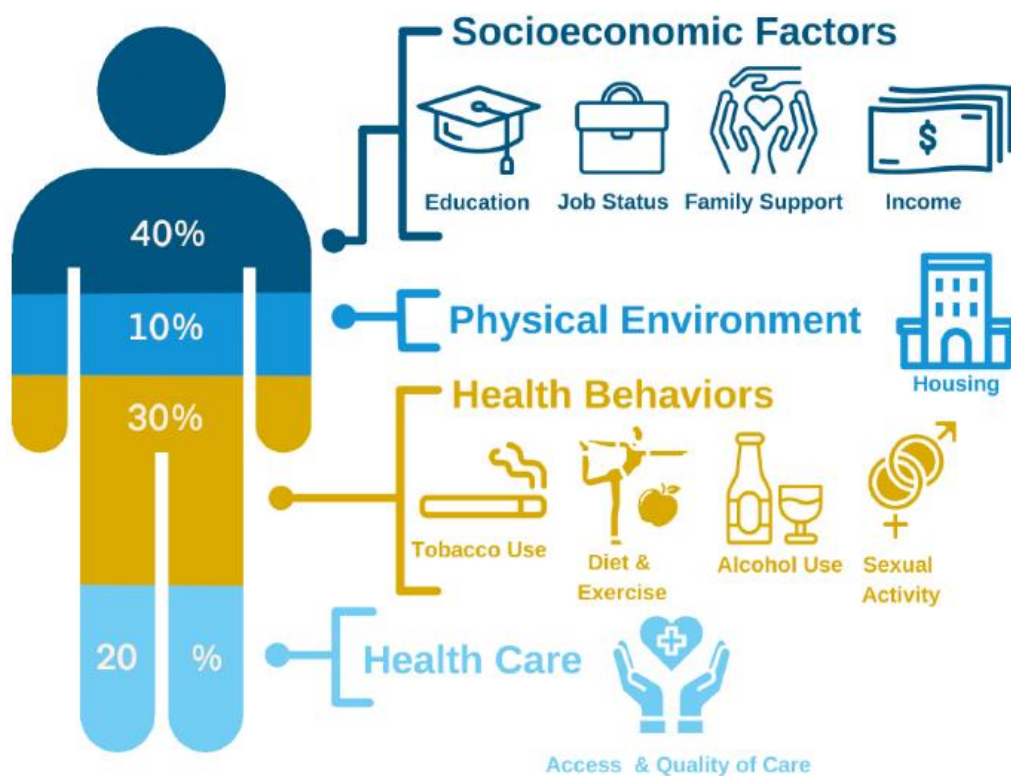 Socioeconomic Factors
$
Education Job Status Family Support Income
40%
10%
Physical Environment
Housing
30%
Health Behaviors
Tobacco Use Diet & Alcohol Use Sexual
Exercise Activity
20 %
Health Care
Access & Quality of Care